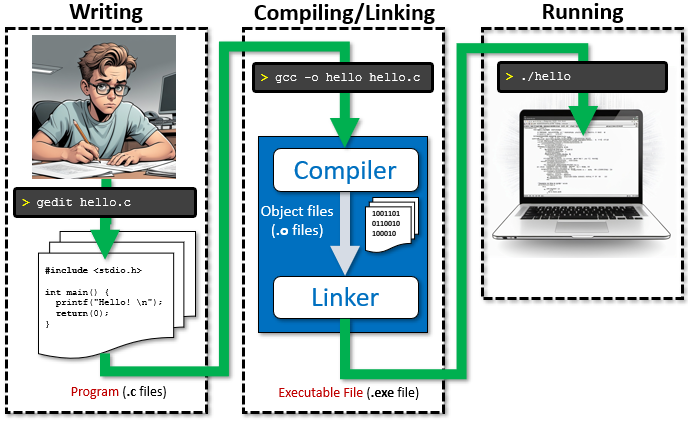 Writing
> gedit hello.c
#include <stdio.h>
int main() {
printf("Hello! \n");
return(0);
}
Program (.c files)
Compiling/Linking
> gcc -o hello hello.c
Compiler
Object files
(.o files)
1001101
0110010
100010
Linker
Executable File (.exe file)
Running
> ./hello